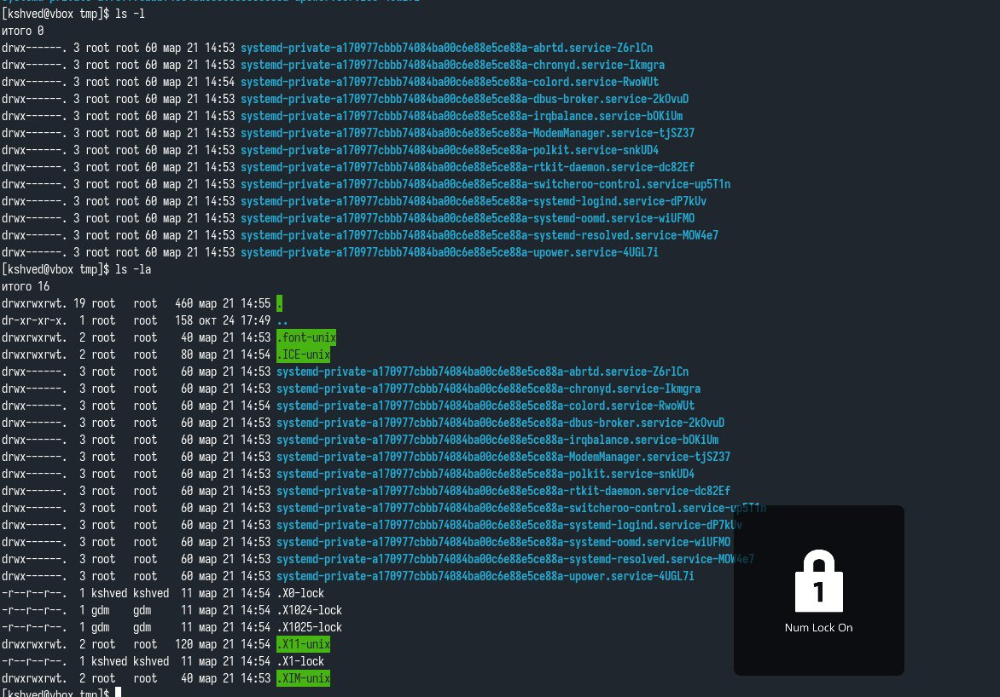 [kshved@vbox tmp]$ ls -l
итого 0
drwx------. 3 root root 60 мар 21 14:53 systemd-private-a170977cbbb74084ba00c6e88e5ce88a-abrtd.service-Z6rlCn
drwx------. 3 root root 60 мар 21 14:53 systemd-private-a170977cbbb74084ba00c6e88e5ce88a-chronyd.service-Ikmgra
drwx------. 3 root root 60 мар 21 14:54 systemd-private-a170977cbbb74084ba00c6e88e5ce88a-colord.service-RwoWUt
drwx------. 3 root root 60 мар 21 14:53 systemd-private-a170977cbbb74084ba00c6e88e5ce88a-dbus-broker.service-2kOvuD
drwx------. 3 root root 60 мар 21 14:53 systemd-private-a170977cbbb74084ba00c6e88e5ce88a-irqbalance.service-bOKiUm
drwx------. 3 root root 60 мар 21 14:53 systemd-private-a170977cbbb74084ba00c6e88e5ce88a-ModemManager.service-tjSZ37
drwx------. 3 root root 60 мар 21 14:53 systemd-private-a170977cbbb74084ba00c6e88e5ce88a-polkit.service-snkUD4
drwx------. 3 root root 60 мар 21 14:53 systemd-private-a170977cbbb74084ba00c6e88e5ce88a-rtkit-daemon.service-dc82Ef
drwx------. 3 root root 60 мар 21 14:53 systemd-private-a170977cbbb74084ba00c6e88e5ce88a-switcheroo-control.service-up5T1n
drwx------. 3 root root 60 мар 21 14:53 systemd-private-a170977cbbb74084ba00c6e88e5ce88a-systemd-logind.service-dP7kUv
drwx------. 3 root root 60 мар 21 14:53 systemd-private-a170977cbbb74084ba00c6e88e5ce88a-systemd-oomd.service-wiUFMO
drwx------. 3 root root 60 мар 21 14:53 systemd-private-a170977cbbb74084ba00c6e88e5ce88a-systemd-resolved.service-MOW4e7
drwx------. 3 root root 60 мар 21 14:53 systemd-private-a170977cbbb74084ba00c6e88e5ce88a-upower.service-4UGL7i
[kshved@vbox tmp]$ ls -la
итого 16
drwxrwxrwt. 19 root   root   460 мар 21 14:55 .
dr-xr-xr-x.  1 root   root   158 окт 24 17:49 ..
drwxrwxrwt.  2 root   root    40 мар 21 14:53 .font-unix
drwxrwxrwt.  2 root   root    80 мар 21 14:54 .ICE-unix
drwx------.  3 root   root    60 мар 21 14:53 systemd-private-a170977cbbb74084ba00c6e88e5ce88a-abrtd.service-Z6rlCn
drwx------.  3 root   root    60 мар 21 14:53 systemd-private-a170977cbbb74084ba00c6e88e5ce88a-chronyd.service-Ikmgra
drwx------.  3 root   root    60 мар 21 14:54 systemd-private-a170977cbbb74084ba00c6e88e5ce88a-colord.service-RwoWUt
drwx------.  3 root   root    60 мар 21 14:53 systemd-private-a170977cbbb74084ba00c6e88e5ce88a-dbus-broker.service-2kOvuD
drwx------.  3 root   root    60 мар 21 14:53 systemd-private-a170977cbbb74084ba00c6e88e5ce88a-irqbalance.service-bOKiUm
drwx------.  3 root   root    60 мар 21 14:53 systemd-private-a170977cbbb74084ba00c6e88e5ce88a-ModemManager.service-tjSZ37
drwx------.  3 root   root    60 мар 21 14:53 systemd-private-a170977cbbb74084ba00c6e88e5ce88a-polkit.service-snkUD4
drwx------.  3 root   root    60 мар 21 14:53 systemd-private-a170977cbbb74084ba00c6e88e5ce88a-rtkit-daemon.service-dc82Ef
drwx------.  3 root   root    60 мар 21 14:53 systemd-private-a170977cbbb74084ba00c6e88e5ce88a-switcheroo-control.service-up5T1n
drwx------.  3 root   root    60 мар 21 14:53 systemd-private-a170977cbbb74084ba00c6e88e5ce88a-systemd-logind.service-dP7kUv
drwx------.  3 root   root    60 мар 21 14:53 systemd-private-a170977cbbb74084ba00c6e88e5ce88a-systemd-oomd.service-wiUFMO
drwx------.  3 root   root    60 мар 21 14:53 systemd-private-a170977cbbb74084ba00c6e88e5ce88a-systemd-resolved.service-MOW4e7
drwx------.  3 root   root    60 мар 21 14:53 systemd-private-a170977cbbb74084ba00c6e88e5ce88a-upower.service-4UGL7i
-r--r--r--.  1 kshved kshved  11 мар 21 14:54 .X0-lock
-r--r--r--.  1 gdm    gdm     11 мар 21 14:54 .X1024-lock
-r--r--r--.  1 gdm    gdm     11 мар 21 14:54 .X1025-lock
drwxrwxrwt.  2 root   root   120 мар 21 14:54 .X11-unix
-r--r--r--.  1 kshved kshved  11 мар 21 14:54 .X1-lock
drwxrwxrwt.  2 root   root    40 мар 21 14:53 .XIM-unix
[kshved@vbox tmp]$
1
Num Lock On